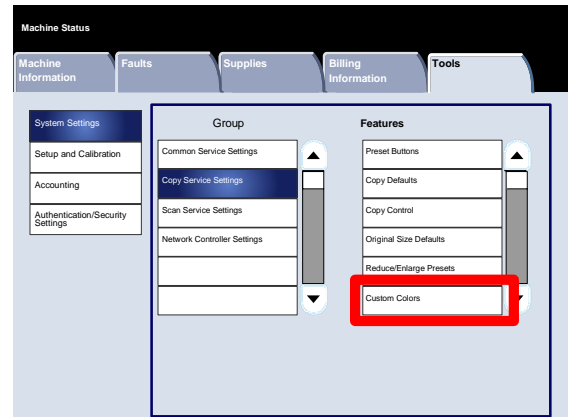 Machine Status
Machine
Information
Faults
Supplies
Billing
Information
Tools
System Settings
Setup and Calibration
Accounting
Authentication/Security
Settings
Group
Common Service Settings
Copy Service Settings
Scan Service Settings
Network Controller Settings
Features
Preset Buttons
Copy Defaults
Copy Control
Original Size Defaults
Reduce/Enlarge Presets
Custom Colors